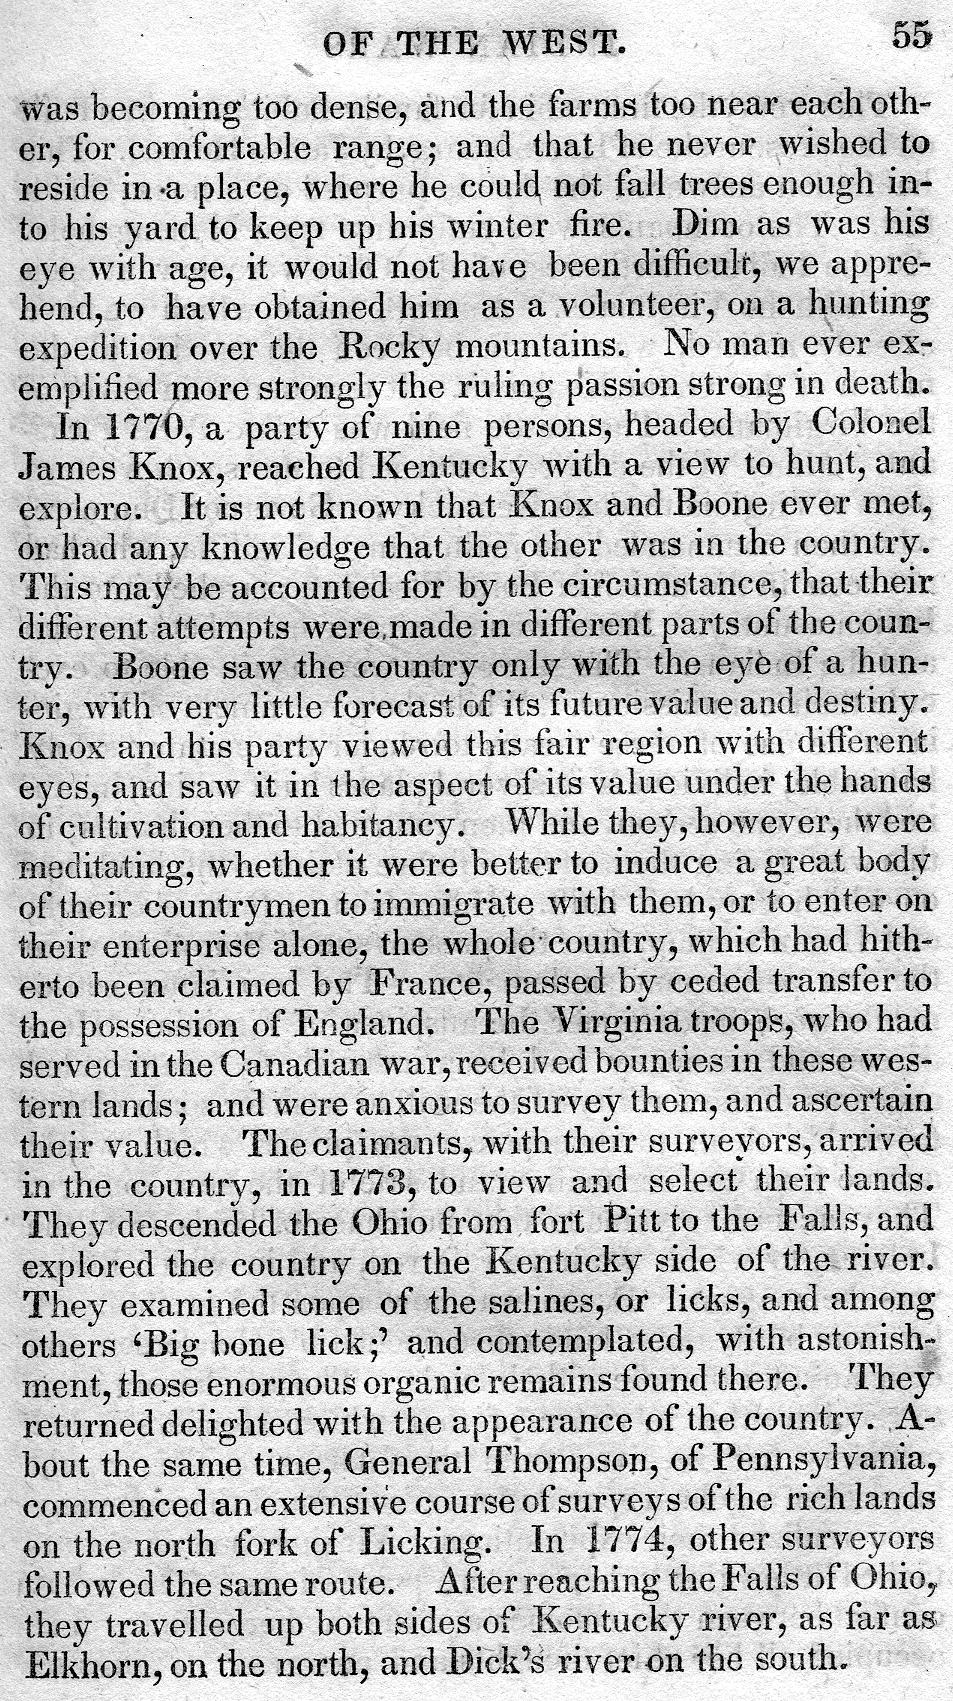 OF THE WEST. 55
was becoming too dense, and the farms too near each oth-
er, for comfortable range; and that he never wished to
reside in a place, where he could not fall trees enough in-
to his yard to keep up his winter fire. Dim as was his
eye with age, it would not have been difficult, we appre-
hend, to have obtained him as a volunteer, on a hunting
expedition over the Rocky mountains. No man ever ex-
emplified more strongly the ruling passion strong in death.
In 1770, a party of nine persons, headed by Colonel
James Knox, reached Kentucky with a view to hunt, and
explore. It is not known that Knox and Boone ever met,
or had any knowledge that the other was in the country.
This may be accounted for by the circumstance, that their
different attempts were made in different parts of the coun-
try. Boone saw the country only with the eye of a hun-
ter, with very little forecast of its future value and destiny.
Knox and his party viewed this fair region with different
eyes, and saw it in the aspect of its value under the hands
of cultivation and habitancy. While they, however, were
meditating, whether it were better to induce a great body
of their countrymen to immigrate with them, or to enter on
their enterprise alone, the whole country, which had hith-
erto been claimed by France, passed by ceded transfer to
the possession of England. The Virginia troops, who had
served in the Canadian war, received bounties in these wes-
tern lands; and were anxious to survey them, and ascertain
their value. The claimants, with their surveyors, arrived
in the country, in 1773, to view and select their lands.
They descended the Ohio from fort Pitt to the Falls, and
explored the country on the Kentucky side of the river.
They examined some of the salines, or licks, and among
others ‘Big bone lick;’ and contemplated, with astonish-
ment, those enormous organic remains found there. They
returned delighted with the appearance of the country. A-
bout the same time, General Thompson, of Pennsylvania,
commenced an extensive course of surveys of the rich lands
on the north fork of Licking. In 1774, other surveyors
followed the same route. After reaching the Falls of Ohio,
they travelled up both sides of Kentucky river, as far as
Elkhorn, on the north, and Dick’s river on the south.